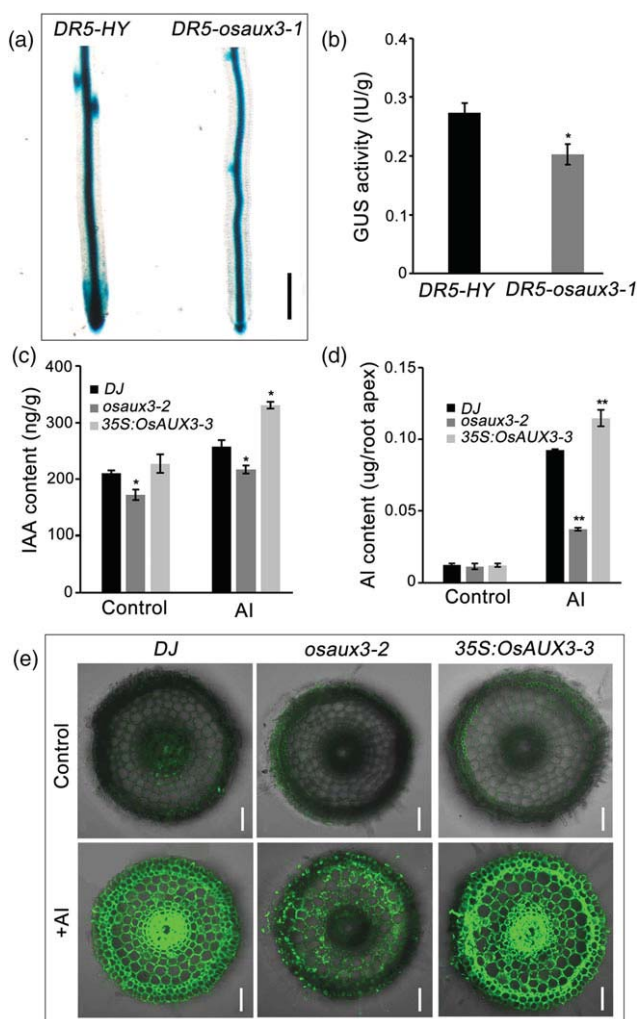 (a)
DR5-HY DR5-osaux3-1
(b)
GUS activity (IU/g)
0.4
0.3
0.2
0.1
0
*
DR5-HY DR5-osaux3-1
(c)
IAA content (ng/g)
400
300
200
100
0
DJ
osaux3-2
35S:OsAUX3-3
*
*
*
Control Al
(d)
Al content (ug/root apex)
0.15
0.10
0.05
0
DJ
osaux3-2
35S:OsAUX3-3
**
**
Control Al
(e)
DJ osaux3-2 35S:OsAUX3-3
Control
+Al